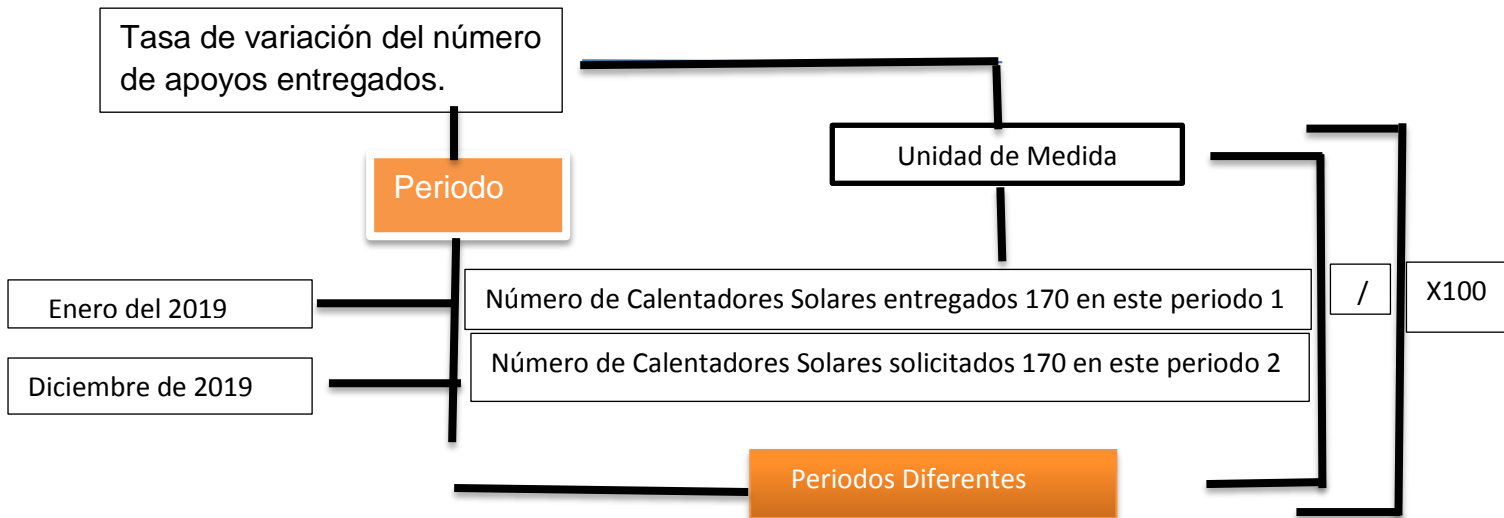 Tasa de variación del número
de apoyos entregados.
Unidad de Medida
Periodo
Enero del 2019
Número de Calentadores Solares entregados 170 en este periodo 1
/
X100
Diciembre de 2019
Número de Calentadores Solares solicitados 170 en este periodo 2
Periodos Diferentes